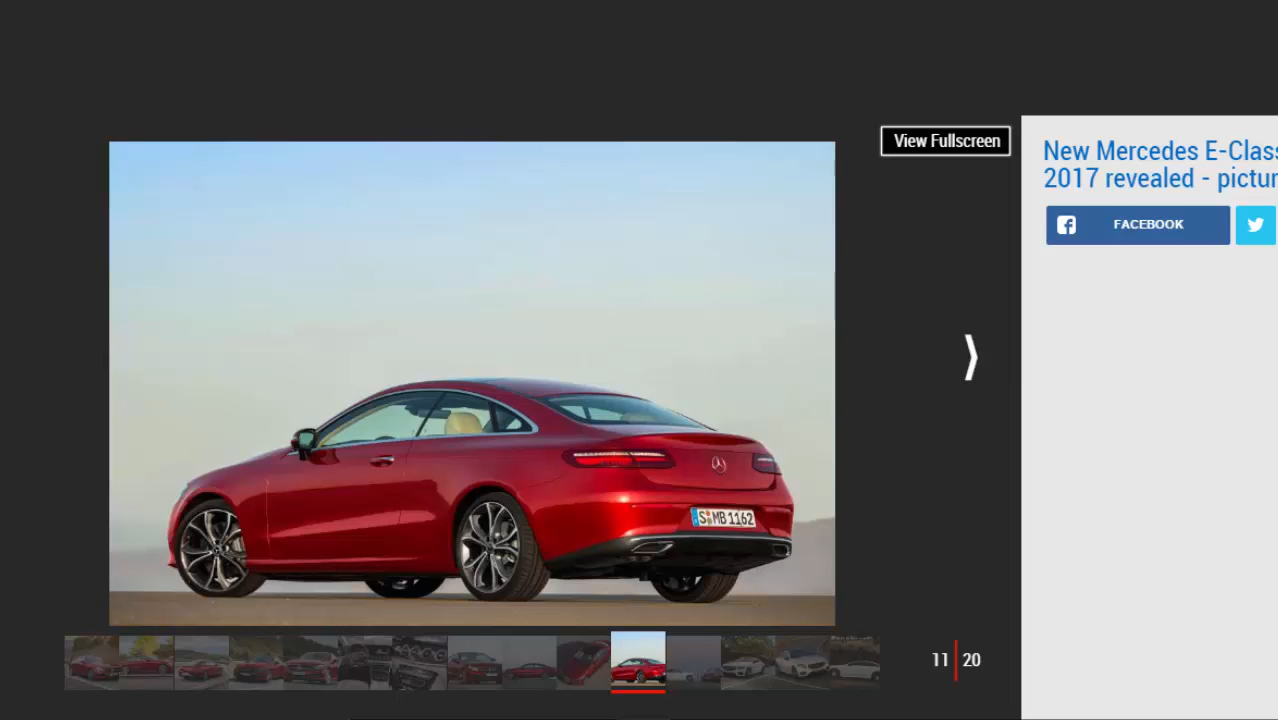 View Fullscreen
New Mercedes E-Clas
2017 revealed - pictur
FACEBOOK
S MB 1162
11 20